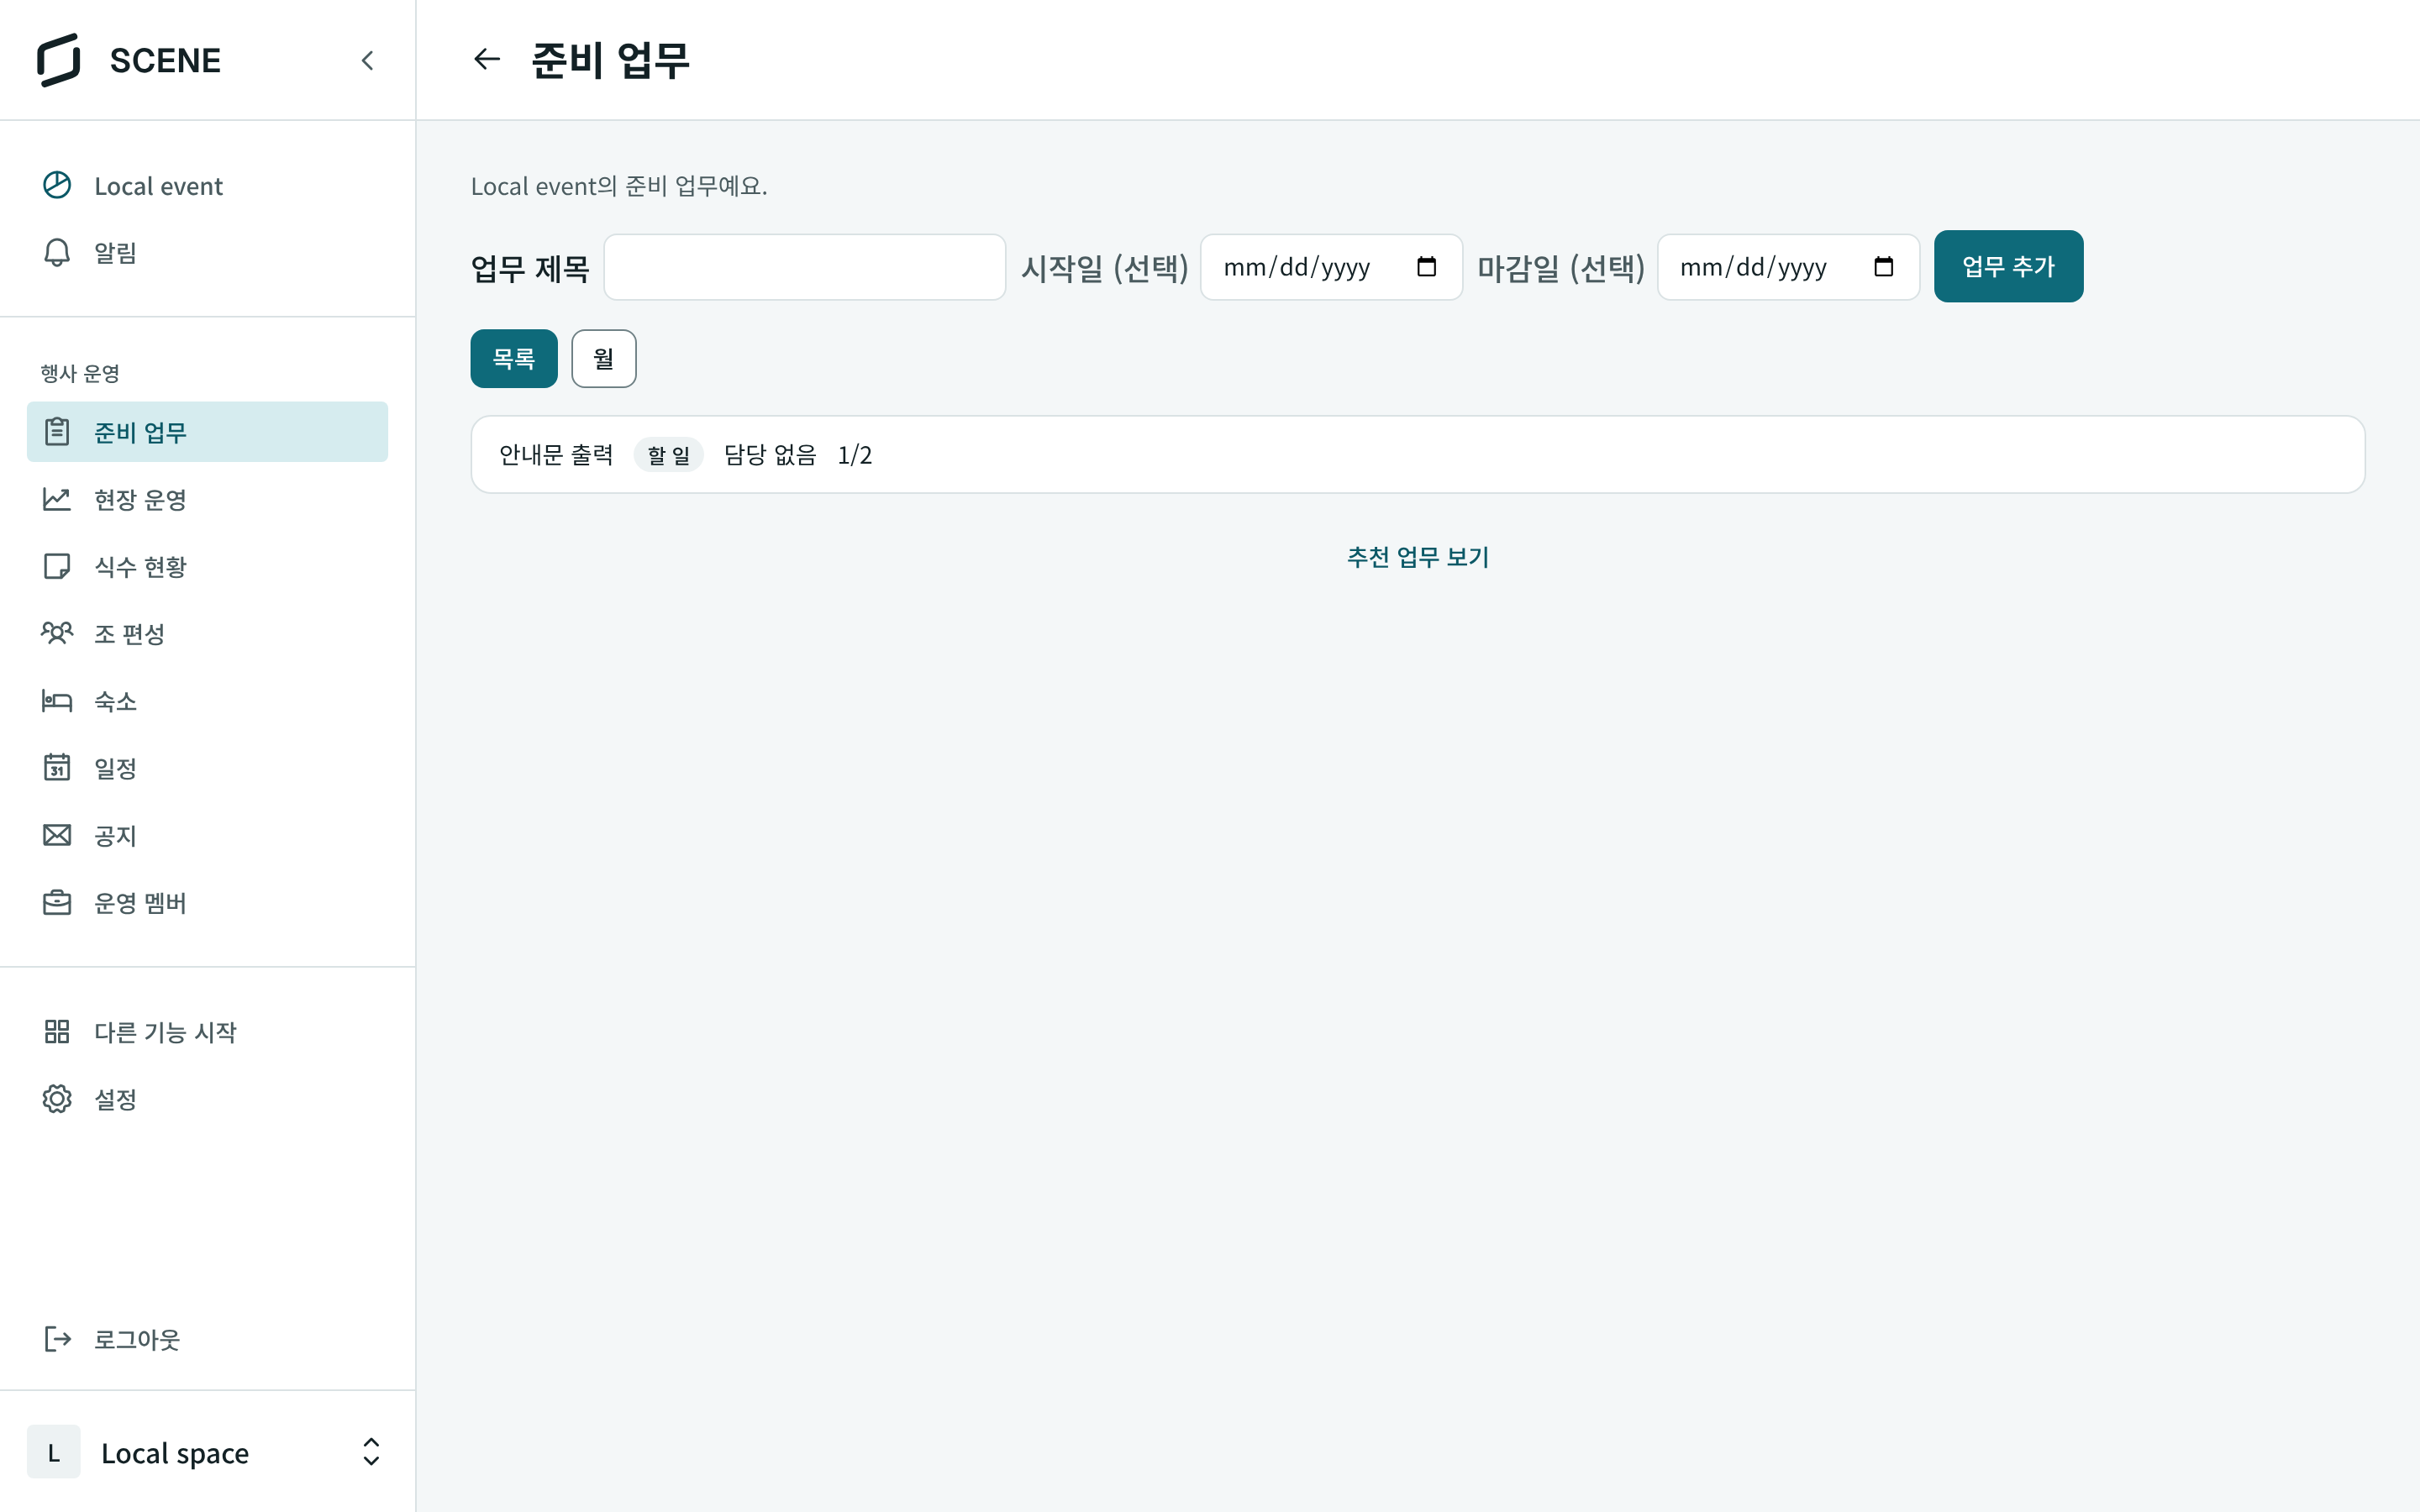 SCENE
준비 업무
Local event
알림
행사 운영
준비 업무
현장 운영
식수 현황
조 편성
숙소
31 일정
공지
운영 멤버
다른 기능 시작
설정
로그아웃
L Local space
Local event의 준비 업무예요.
업무 제목 시작일 (선택) mm/dd/yyyy 마감일 (선택) mm/dd/yyyy 업무 추가
목록 월
안내문 출력 할 일 담당 없음 1/2
추천 업무 보기